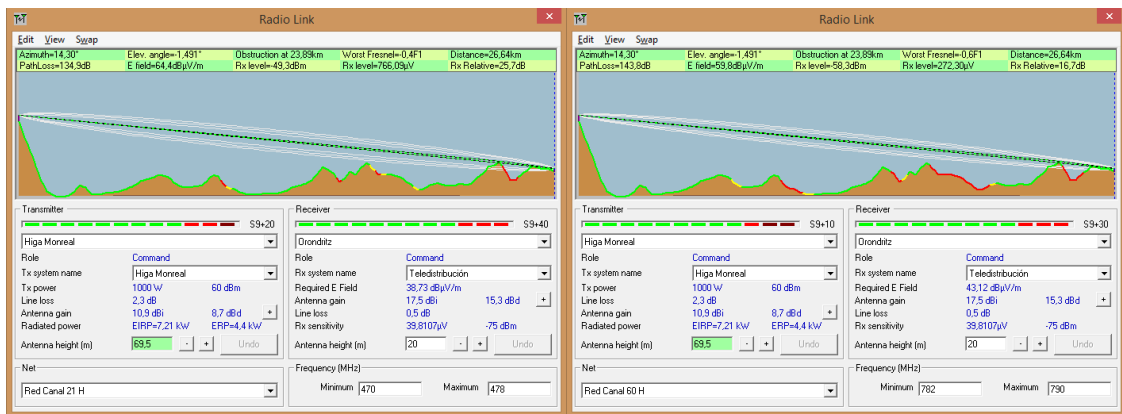 Radio Link
Edit View Swap
Azimuth=14,30° Elev. angle=-1,491° Obstruction at 23,89km Worst Fresnel=-0,4F1 Distance=26,64km
PathLoss=134,9dB E field=64,4dBµV/m Rx level=-49,3dBm Rx level=766,09µV Rx Relative=25,7dB
Transmitter
S9+20
Higa Monreal
Role Command
Tx system name Higa Monreal
Tx power 1000 W 60 dBm
Line loss 2,3 dB
Antenna gain 10,9 dBi 8,7 dBd +
Radiated power EIRP=7,21 kW ERP=4,4 kW
Antenna height (m) 69,5 - + Undo
Receiver
S9+40
Orondritz
Role Command
Rx system name Teledistribución
Required E Field 38,73 dBµV/m
Antenna gain 17,5 dBi 15,3 dBd +
Line loss 0,5 dB
Rx sensitivity 39,8107µV -75 dBm
Antenna height (m) 20 - + Undo
Net
Red Canal 21 H
Frequency (MHz)
Minimum 470 Maximum 478
Radio Link
Edit View Swap
Azimuth=14,30° Elev. angle=-1,491° Obstruction at 23,89km Worst Fresnel=-0,6F1 Distance=26,64km
PathLoss=143,8dB E field=59,8dBµV/m Rx level=-58,3dBm Rx level=272,30µV Rx Relative=16,7dB
Transmitter
S9+10
Higa Monreal
Role Command
Tx system name Higa Monreal
Tx power 1000 W 60 dBm
Line loss 2,3 dB
Antenna gain 10,9 dBi 8,7 dBd +
Radiated power EIRP=7,21 kW ERP=4,4 kW
Antenna height (m) 69,5 - + Undo
Receiver
S9+30
Orondritz
Role Command
Rx system name Teledistribución
Required E Field 43,12 dBµV/m
Antenna gain 17,5 dBi 15,3 dBd +
Line loss 0,5 dB
Rx sensitivity 39,8107µV -75 dBm
Antenna height (m) 20 - + Undo
Net
Red Canal 60 H
Frequency (MHz)
Minimum 782 Maximum 790